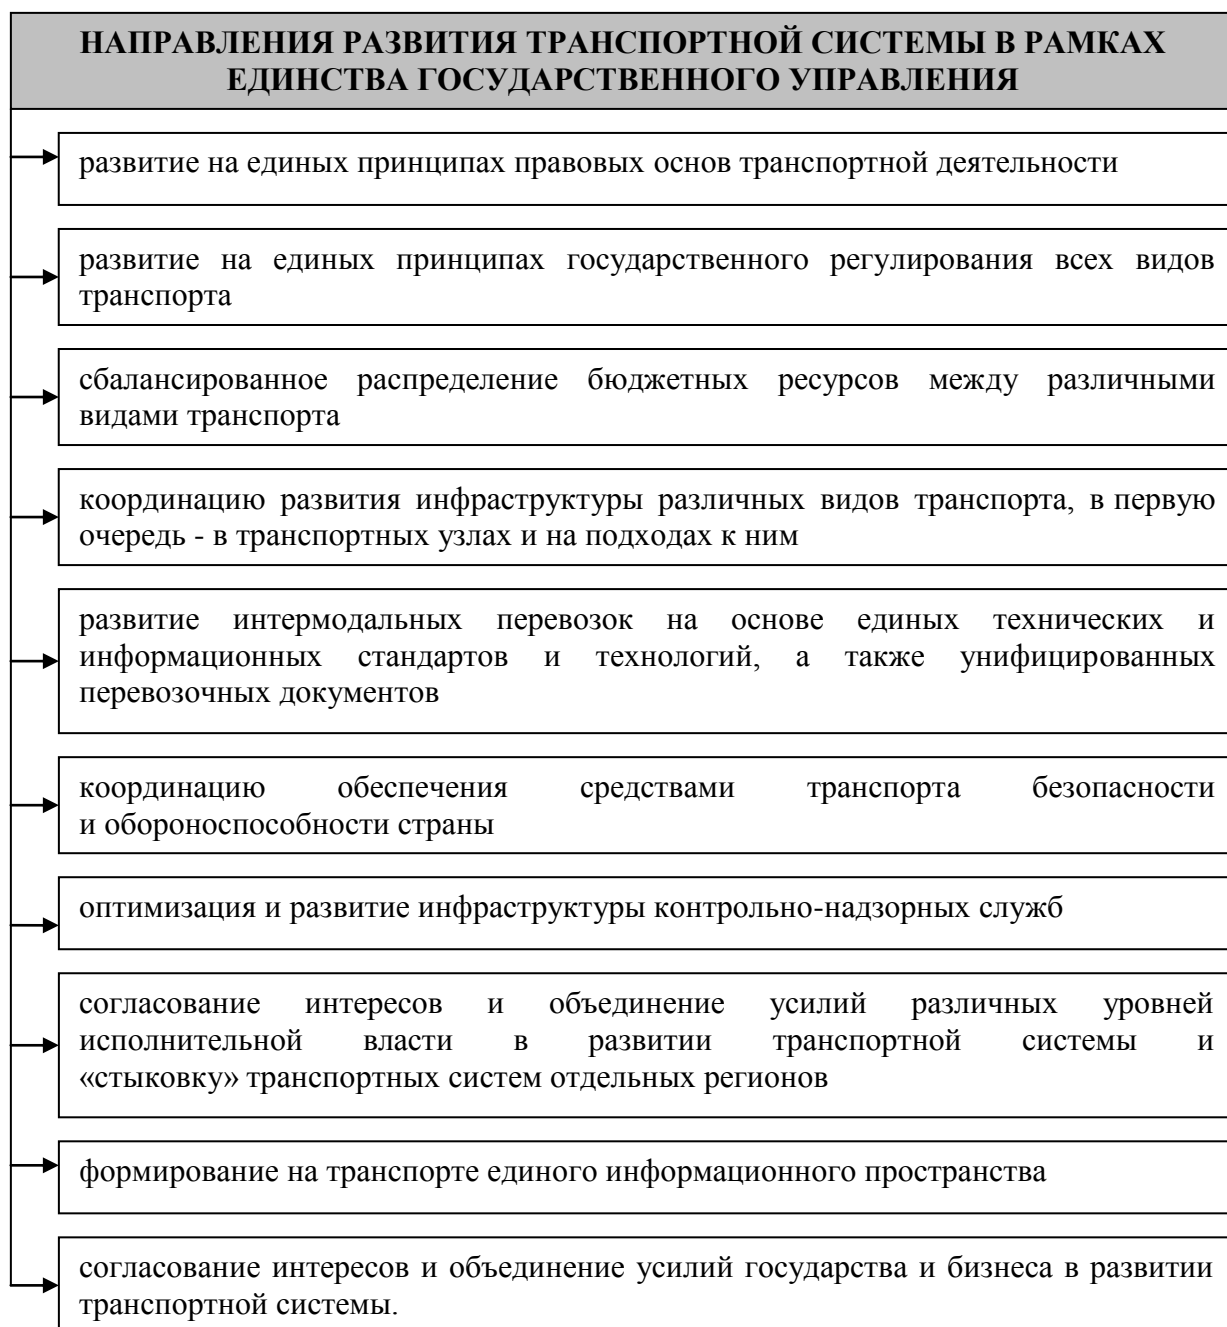 НАПРАВЛЕНИЯ РАЗВИТИЯ ТРАНСПОРТНОЙ СИСТЕМЫ В РАМКАХ
ЕДИНСТВА ГОСУДАРСТВЕННОГО УПРАВЛЕНИЯ
развитие на единых принципах правовых основ транспортной деятельности
развитие на единых принципах государственного регулирования всех видов
транспорта
сбалансированное распределение бюджетных ресурсов между различными
видами транспорта
координацию развития инфраструктуры различных видов транспорта, в первую
очередь - в транспортных узлах и на подходах к ним
развитие интермодальных перевозок на основе единых технических и
информационных стандартов и технологий, а также унифицированных
перевозочных документов
координацию обеспечения средствами транспорта безопасности
и обороноспособности страны
оптимизация и развитие инфраструктуры контрольно-надзорных служб
согласование интересов и объединение усилий различных уровней
исполнительной власти в развитии транспортной системы и
«стыковку» транспортных систем отдельных регионов
формирование на транспорте единого информационного пространства
согласование интересов и объединение усилий государства и бизнеса в развитии
транспортной системы.